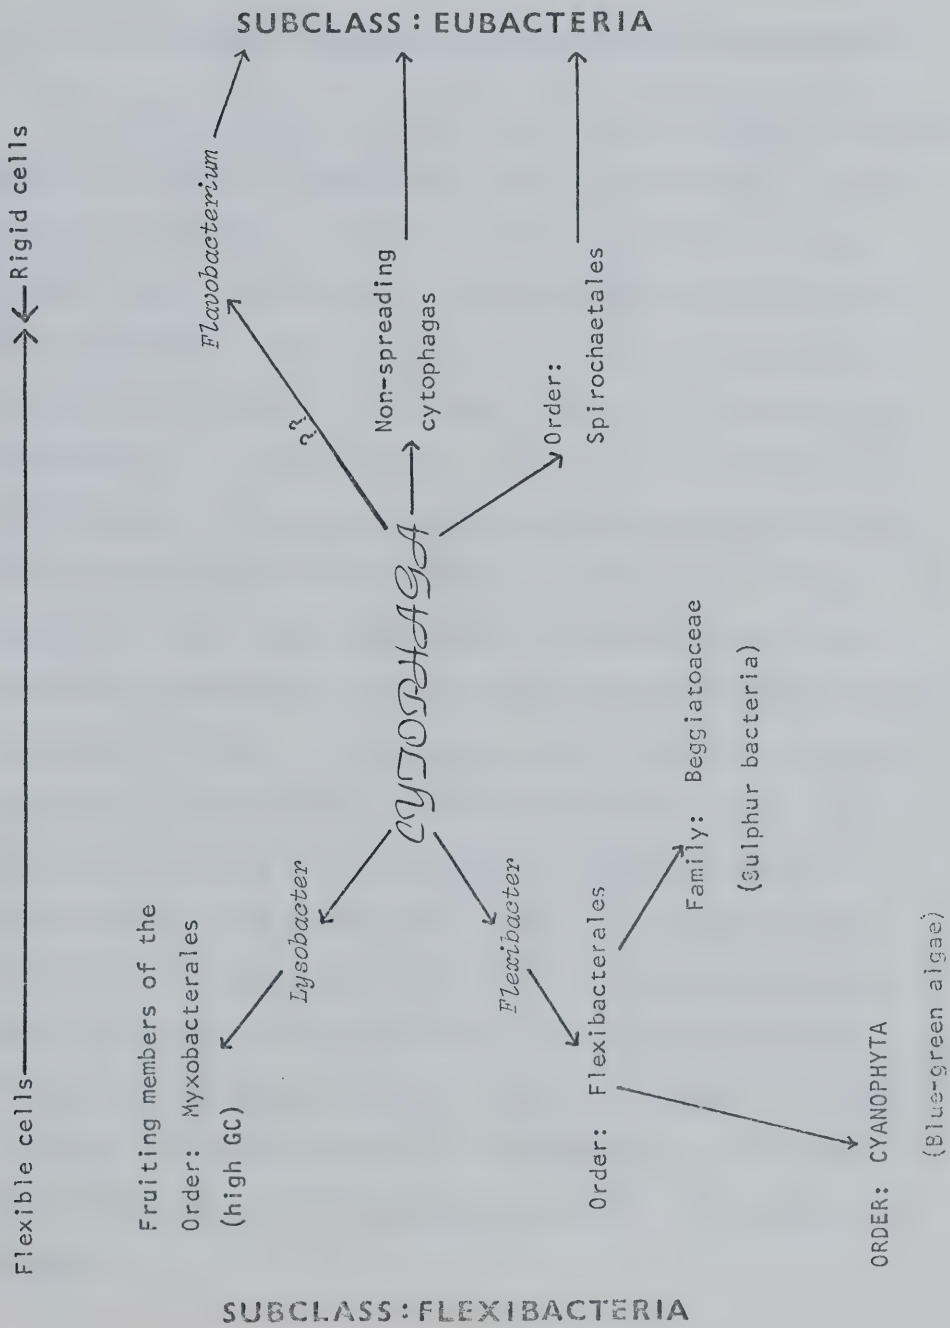 SUBCLASS : EUBACTERIA
Flexible cells
Rigid cells
Flavobacterium
??
Non-spreading
cytophagas
Order:
Spirochaetales
CYTOPHAGA
Fruiting members of the
Order: Myxobacterales
(high GC)
Lysobacter
Flexibacter
Order: Flexibacterales
Family: Beggiatoaceae
(Sulphur bacteria)
ORDER: CYANOPHYTA
(Blue-green algae)
SUBCLASS : FLEXIBACTERIA